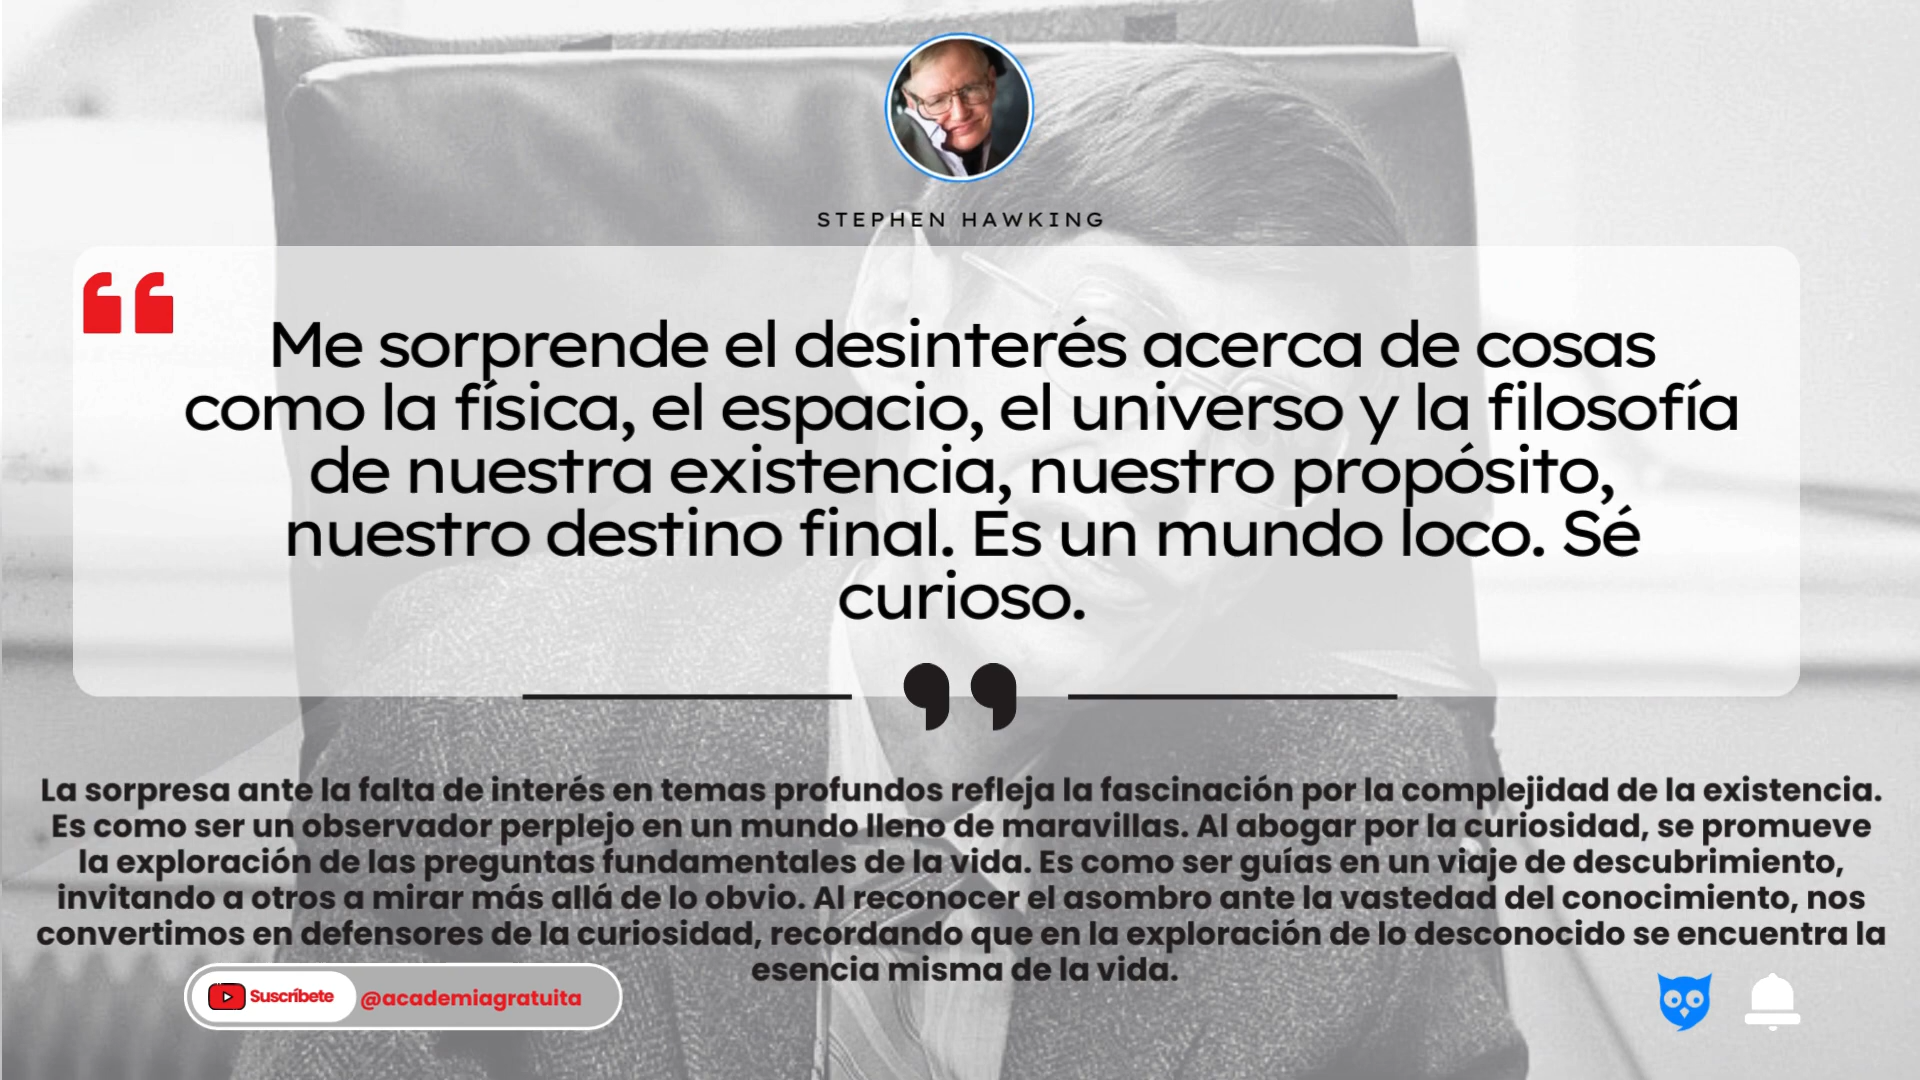 STEPHEN HAWKING
Me sorprende el desinterés acerca de cosas
como la física, el espacio, el universo y la filosofía
de nuestra existencia, nuestro propósito,
nuestro destino final. Es un mundo loco. Sé
curioso.
La sorpresa ante la falta de interés en temas profundos refleja la fascinación por la complejidad de la existencia.
Es como ser un observador perplejo en un mundo lleno de maravillas. Al abogar por la curiosidad, se promueve
la exploración de las preguntas fundamentales de la vida. Es como ser guías en un viaje de descubrimiento,
invitando a otros a mirar más allá de lo obvio. Al reconocer el asombro ante la vastedad del conocimiento, nos
convertimos en defensores de la curiosidad, recordando que en la exploración de lo desconocido se encuentra la
esencia misma de la vida.
Suscríbete @academiagratuita